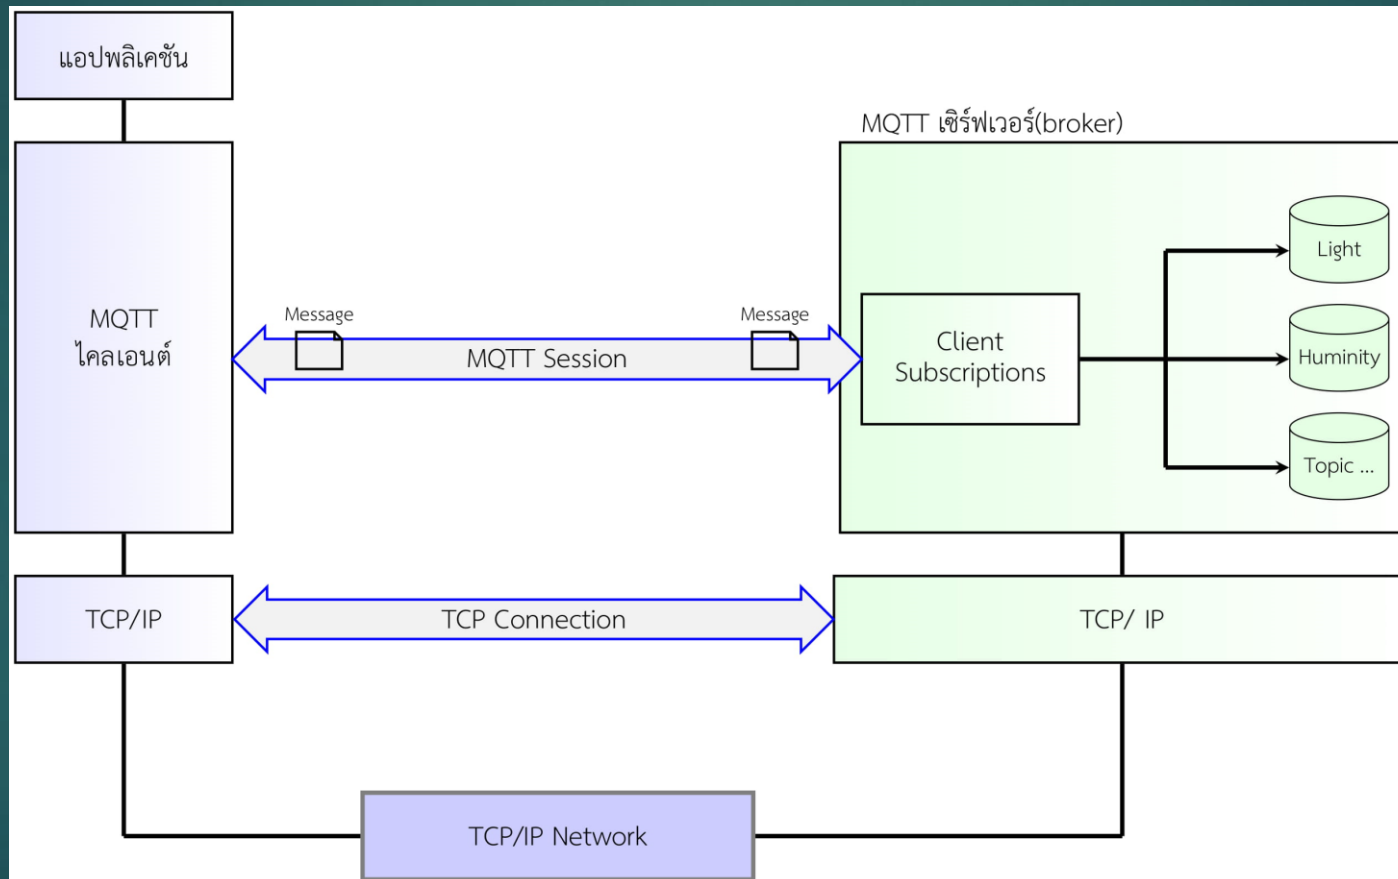 แอปพลิเคชัน
MQTT เซิร์ฟเวอร์(broker)
MQTT
ไคลเอนต์
Message
Message
MQTT Session
Client
Subscriptions
Light
Huminity
Topic ...
TCP/IP
TCP Connection
TCP/ IP
TCP/IP Network